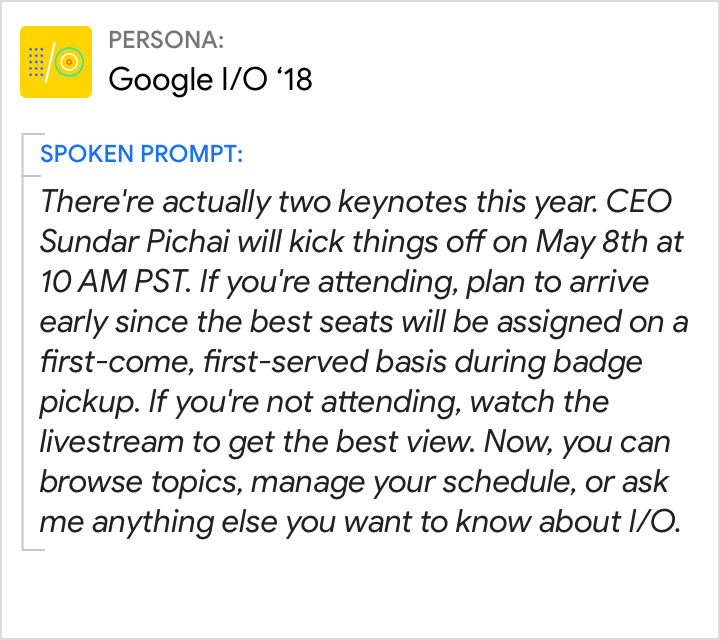 PERSONA:
Google I/O ‘18
SPOKEN PROMPT:
There're actually two keynotes this year. CEO
Sundar Pichai will kick things off on May 8th at
10 AM PST. If you're attending, plan to arrive
early since the best seats will be assigned on a
first-come, first-served basis during badge
pickup. If you're not attending, watch the
livestream to get the best view. Now, you can
browse topics, manage your schedule, or ask
me anything else you want to know about I/O.